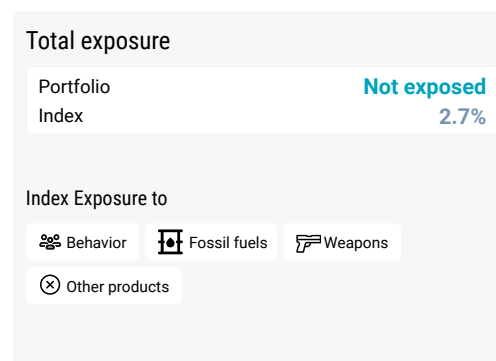 Total exposure
Portfolio Not exposed
Index 2.7%
Index Exposure to
Behavior Fossil fuels Weapons
Other products